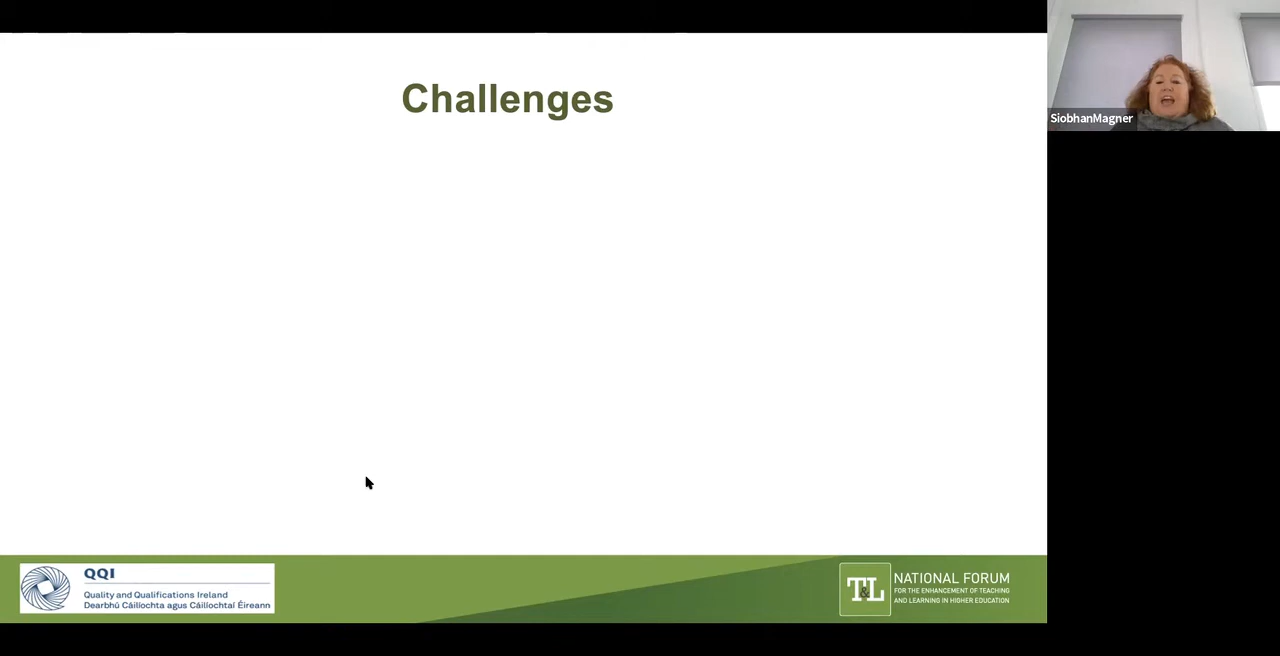 Challenges
SiobhanMagner
QQI
Quality and Qualifications Ireland
Dearbhú Cáilíochta agus Cáilíochtaí Éireann
T&L
NATIONAL FORUM
FOR THE ENHANCEMENT OF TEACHING
AND LEARNING IN HIGHER EDUCATION